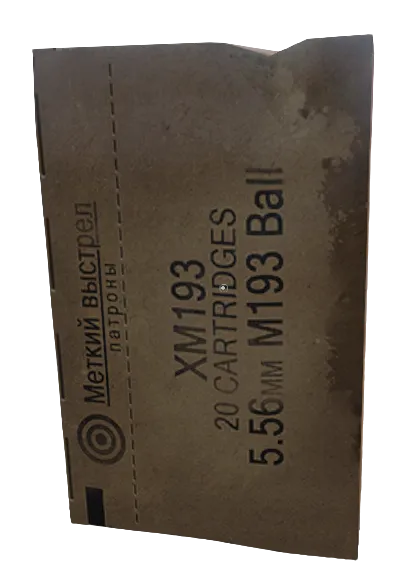 Меткий выстрел
патроны
XM193
20 CARTRIDGES
5.56мм M193 Ball